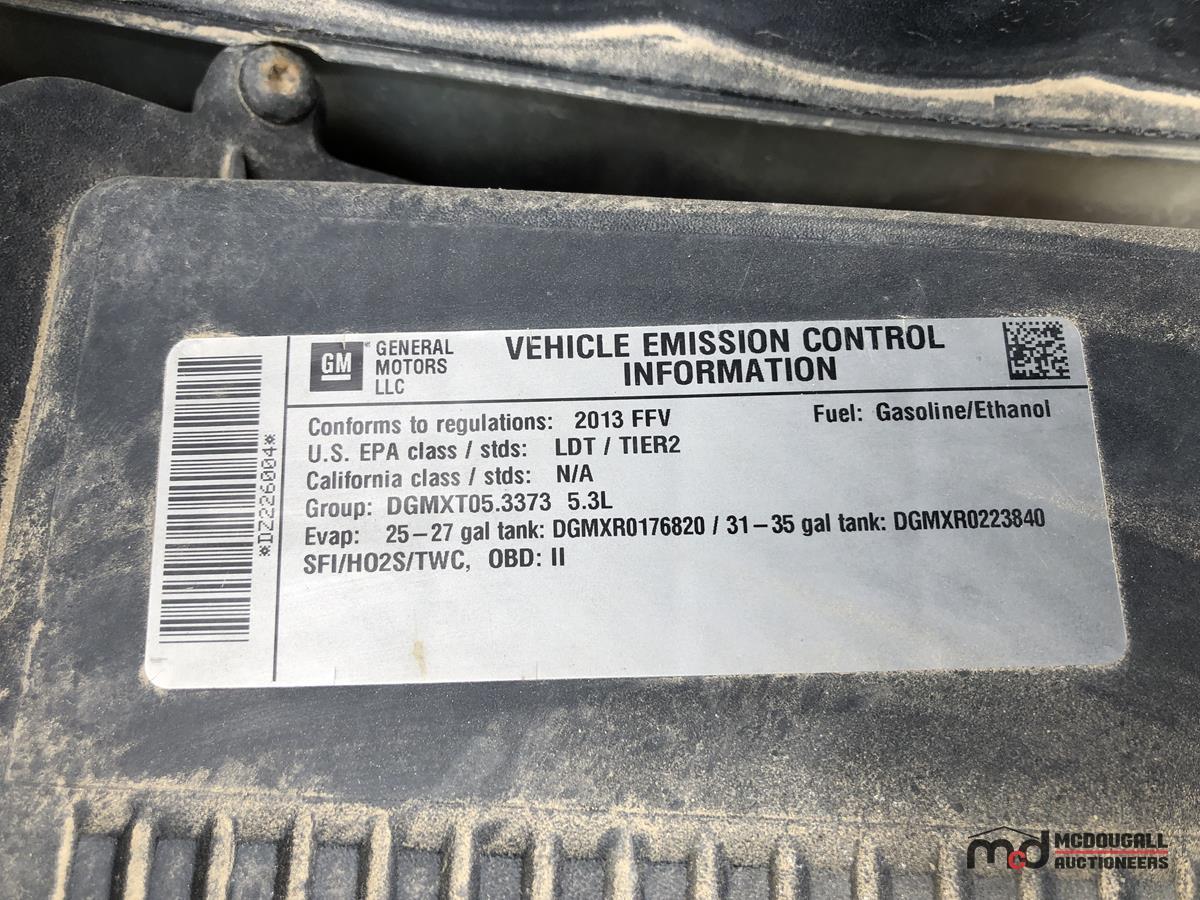 GM
GENERAL
MOTORS
LLC
VEHICLE EMISSION CONTROL
INFORMATION
*DZ226004*
Conforms to regulations: 2013 FFV
Fuel: Gasoline/Ethanol
U.S. EPA class / stds: LDT / TIER2
California class / stds: N/A
Group: DGMXT05.3373 5.3L
Evap: 25-27 gal tank: DGMXR0176820 / 31-35 gal tank: DGMXR0223840
SFI/HO2S/TWC, OBD: II
mcd MCDOUGALL
AUCTIONEERS